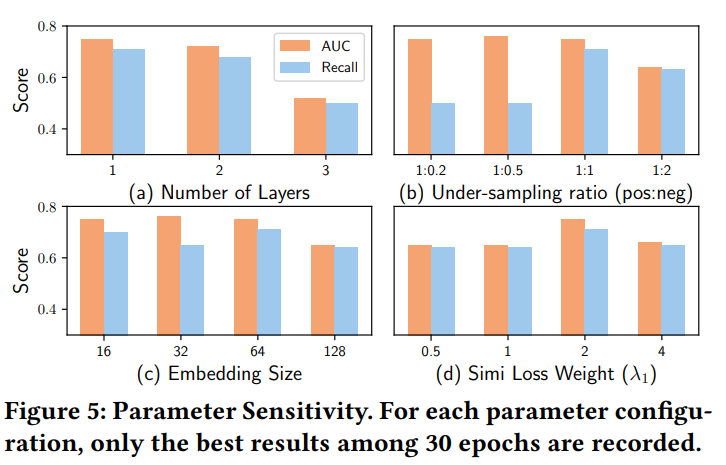 0.8
0.6
0.4
Score
AUC
Recall
1 2 3
(a) Number of Layers
1:0.2 1:0.5 1:1 1:2
(b) Under-sampling ratio (pos:neg)
0.8
0.6
0.4
Score
16 32 64 128
(c) Embedding Size
0.5 1 2 4
(d) Simi Loss Weight (λ1)
Figure 5: Parameter Sensitivity. For each parameter configu-
ration, only the best results among 30 epochs are recorded.